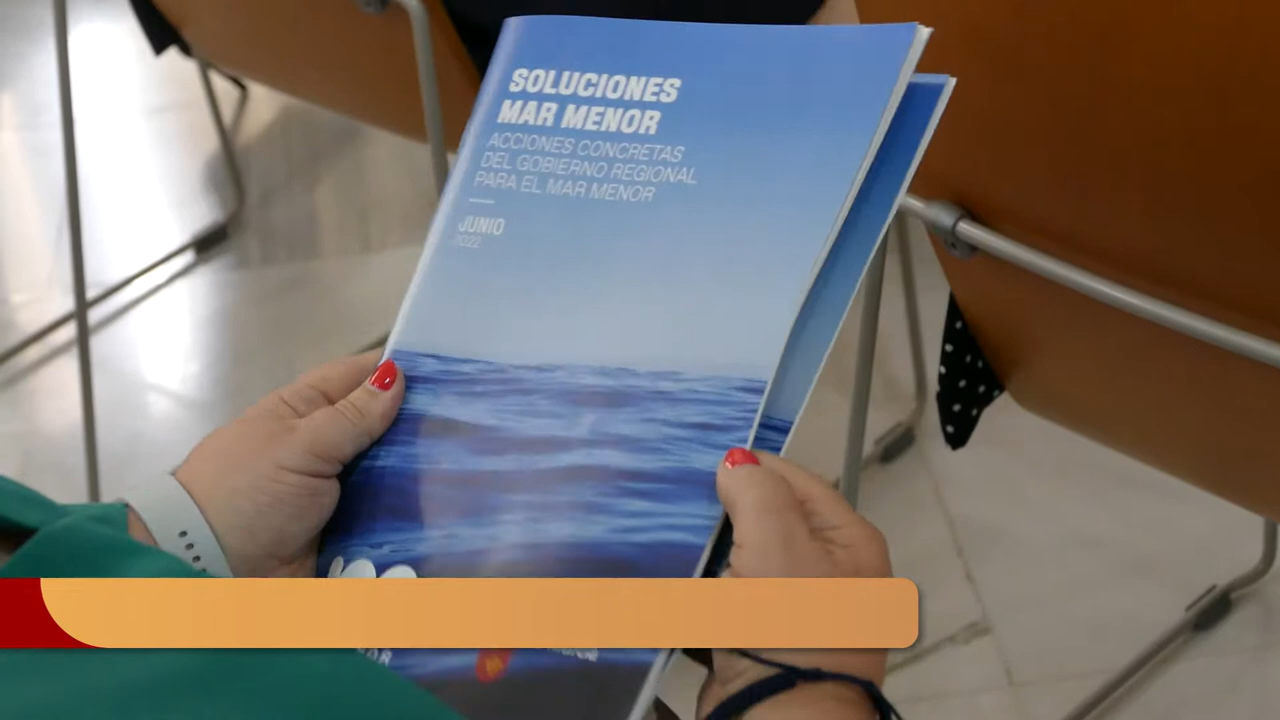 SOLUCIONES
MAR MENOR
ACCIONES CONCRETAS
DEL GOBIERNO REGIONAL
PARA EL MAR MENOR
JUNIO
2022